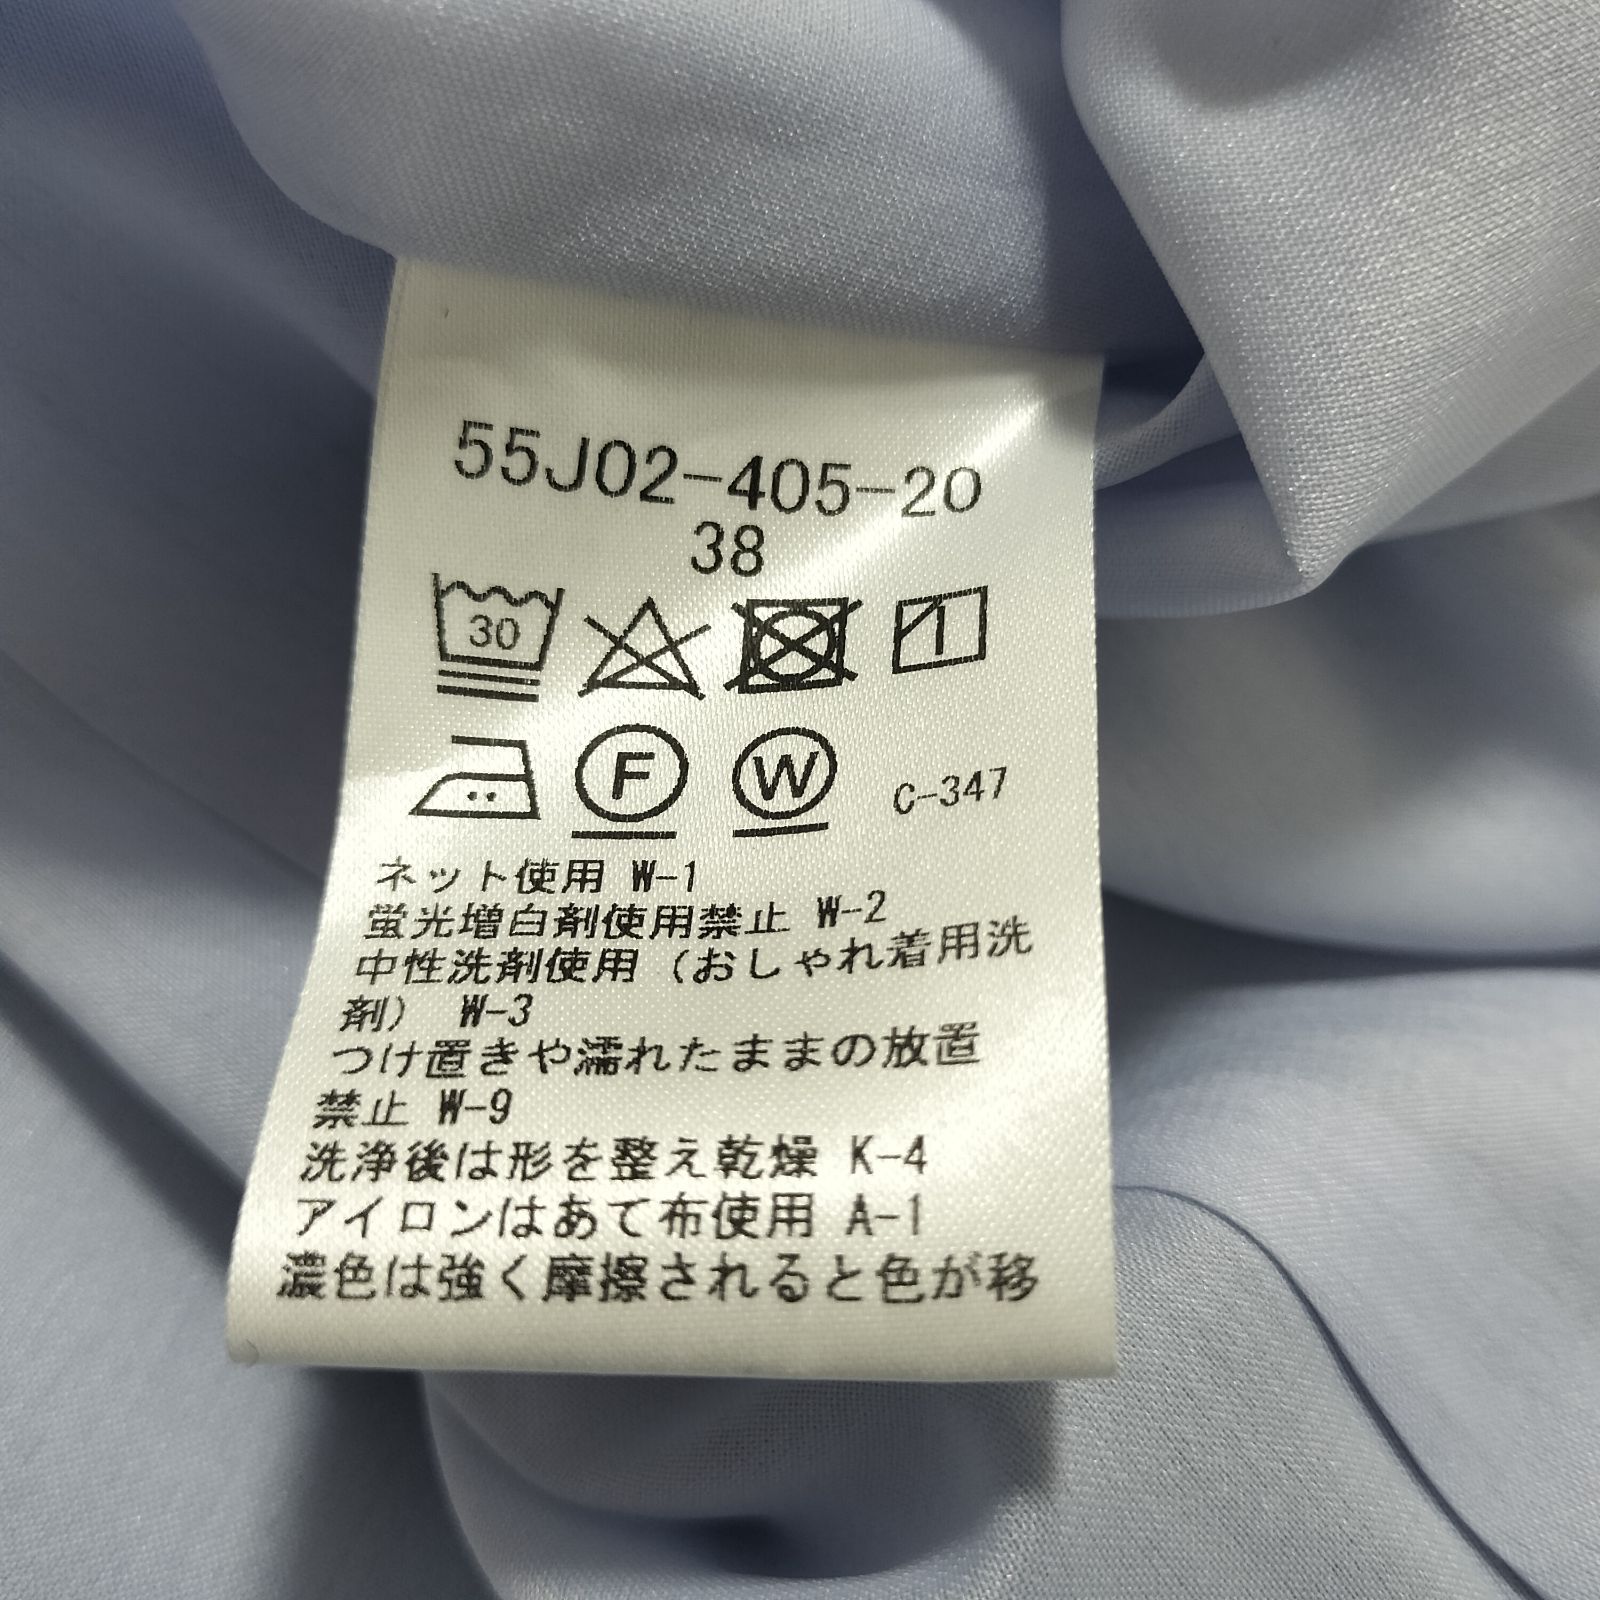 55J02-405-20
38
30 1
F W C-347
ネット使用 W-1
蛍光増白剤使用禁止 W-2
中性洗剤使用（おしゃれ着用洗
剤） W-3
つけ置きや濡れたままの放置
禁止 W-9
洗浄後は形を整え乾燥 K-4
アイロンはあて布使用 A-1
濃色は強く摩擦されると色が移